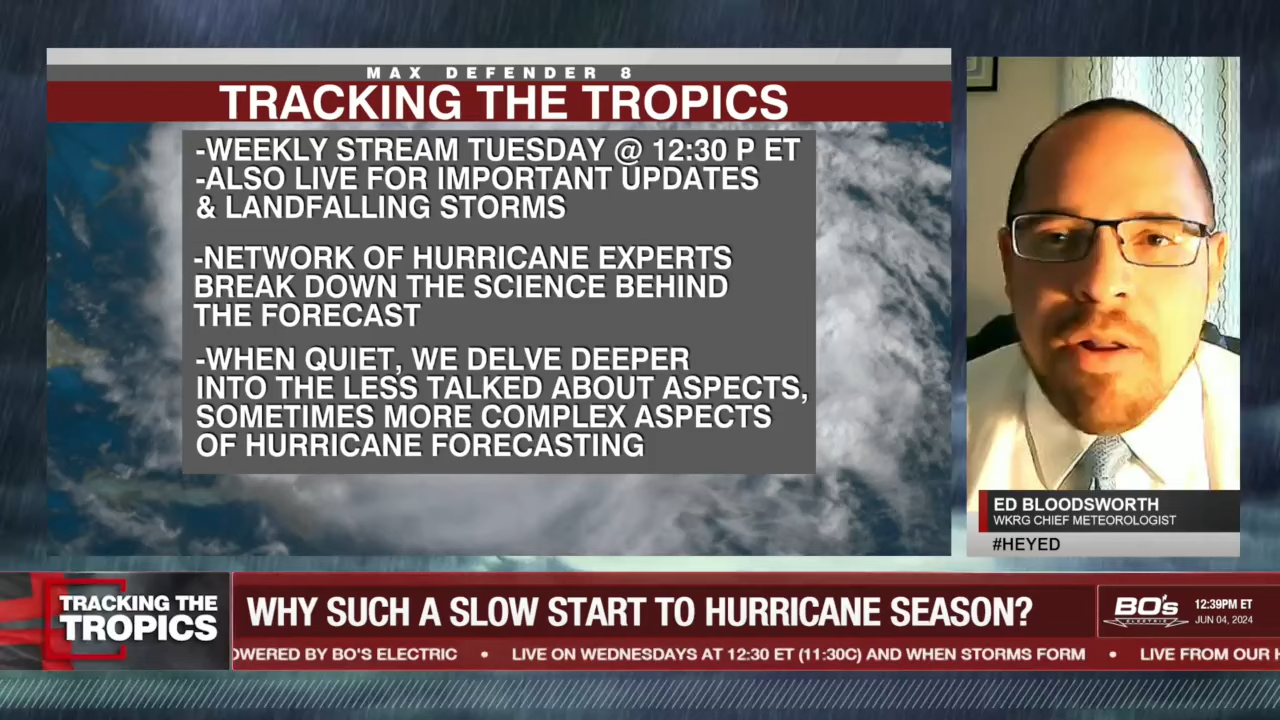 MAX DEFENDER 8
TRACKING THE TROPICS
-WEEKLY STREAM TUESDAY @ 12:30 P ET
-ALSO LIVE FOR IMPORTANT UPDATES
& LANDFALLING STORMS
-NETWORK OF HURRICANE EXPERTS
BREAK DOWN THE SCIENCE BEHIND
THE FORECAST
-WHEN QUIET, WE DELVE DEEPER
INTO THE LESS TALKED ABOUT ASPECTS,
SOMETIMES MORE COMPLEX ASPECTS
OF HURRICANE FORECASTING
ED BLOODSWORTH
WKRG CHIEF METEOROLOGIST
#HEYED
TRACKING THE
TROPICS
WHY SUCH A SLOW START TO HURRICANE SEASON?
BO's
ELECTRIC
12:39PM ET
JUN 04, 2024
OWERED BY BO'S ELECTRIC • LIVE ON WEDNESDAYS AT 12:30 ET (11:30C) AND WHEN STORMS FORM • LIVE FROM OUR